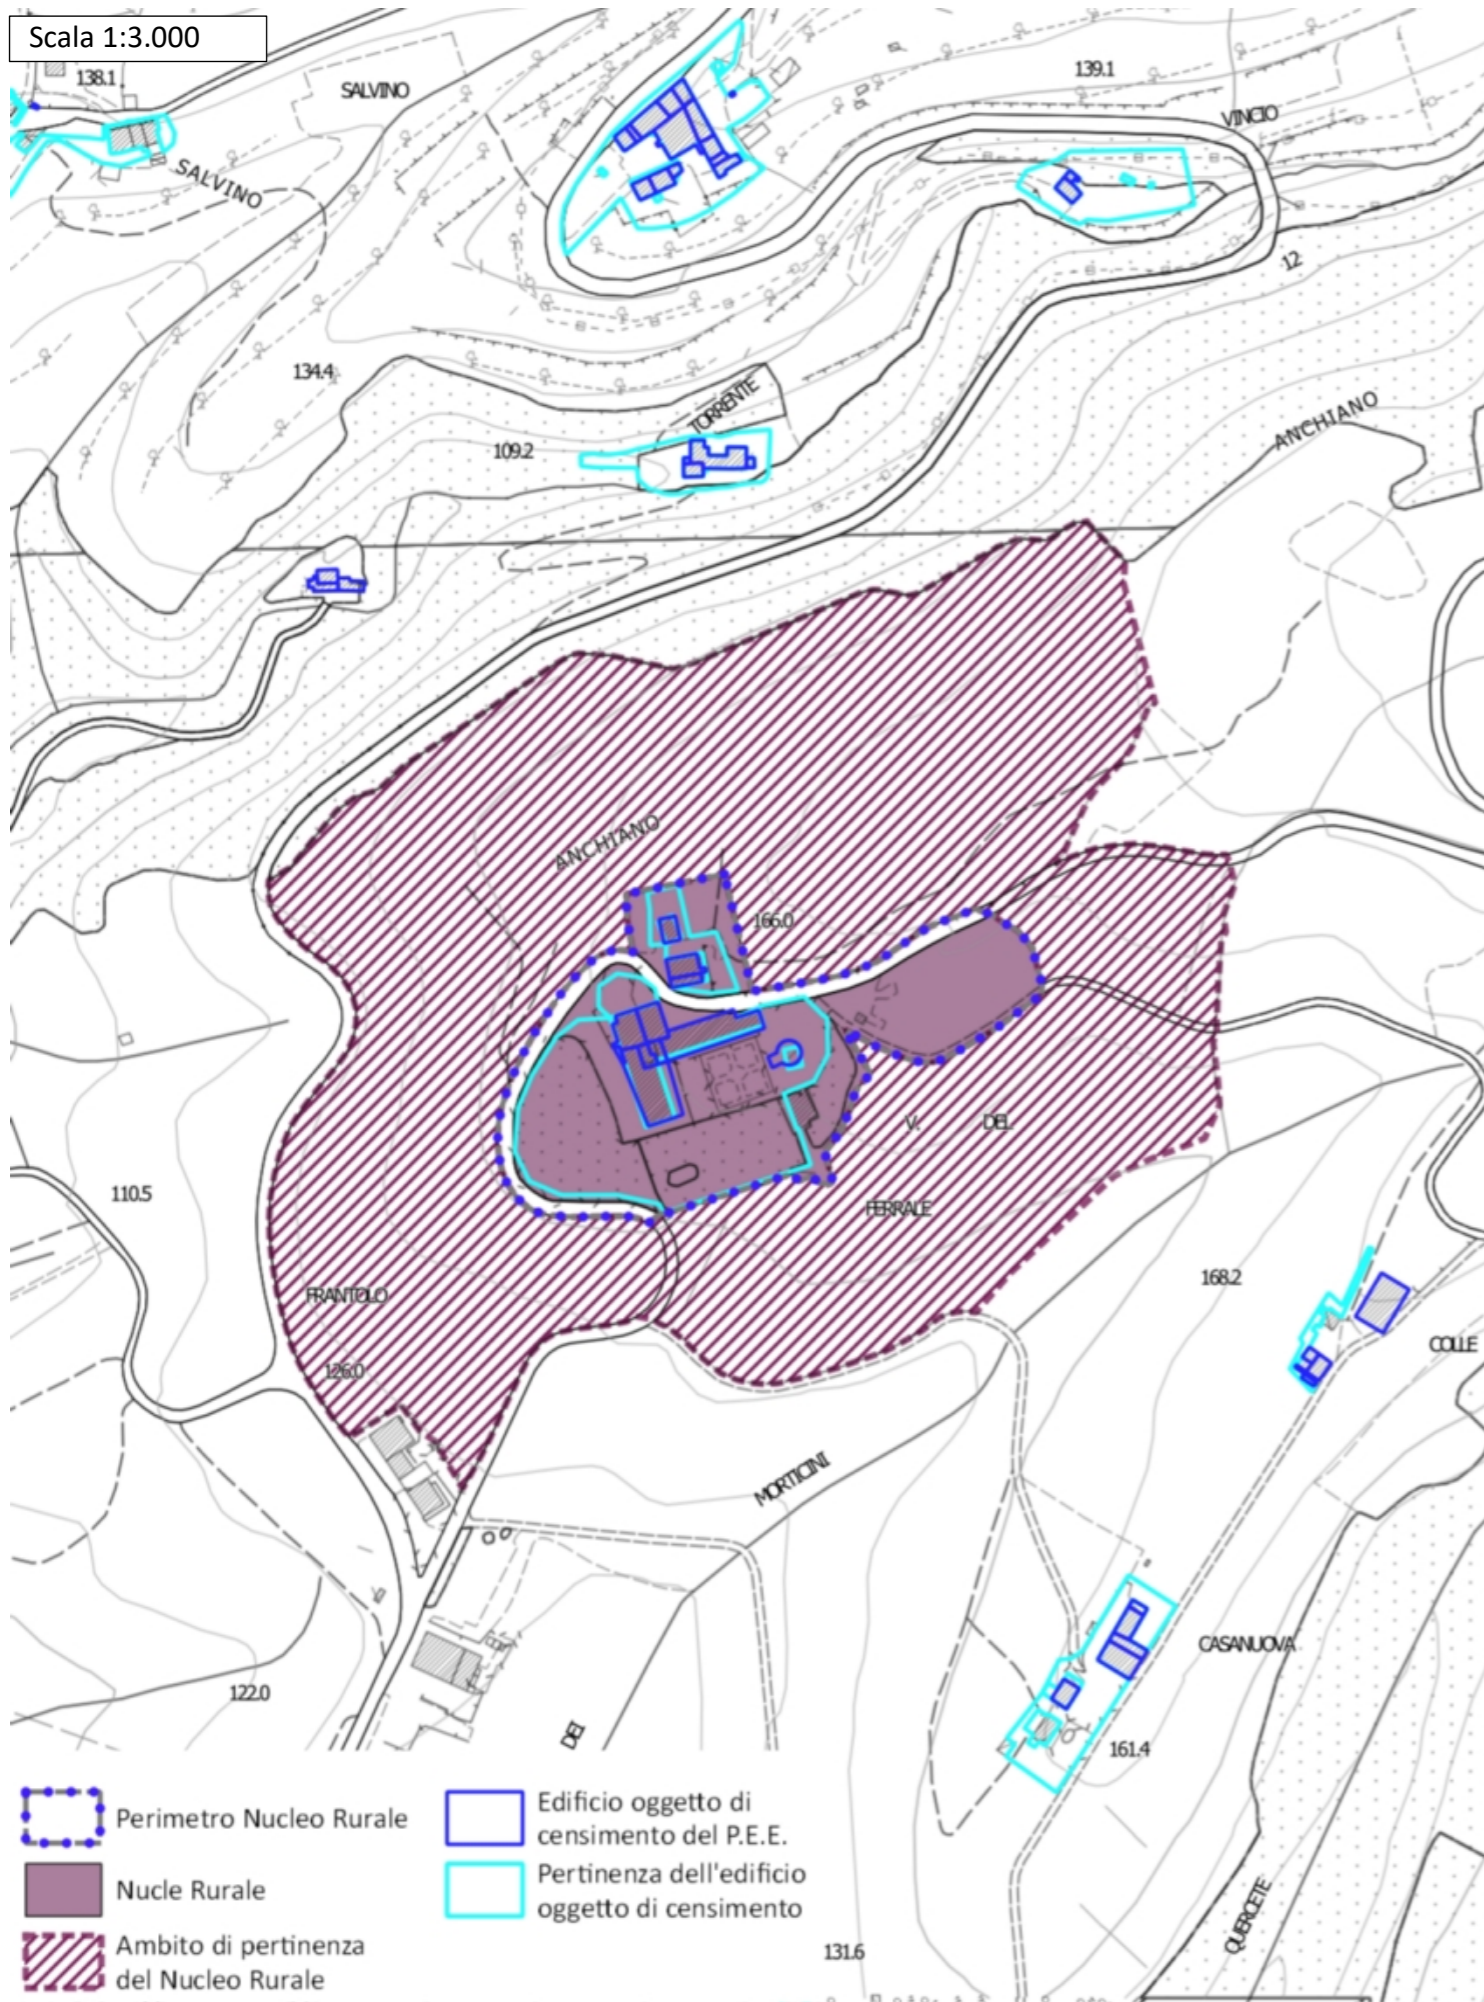 Scala 1:3.000
138.1
SALVINO
139.1
VINCIO
SALVINO
12
134.4
TORRENTE
109.2
ANCHIANO
ANCHIANO
166.0
V. DEL
110.5
FERRALE
168.2
FRANTOLO
COLLE
126.0
MORTICINI
CASANUOVA
122.0
DEI
161.4
QUERCETE
131.6
Perimetro Nucleo Rurale
Nucle Rurale
Ambito di pertinenza
del Nucleo Rurale
Edificio oggetto di
censimento del P.E.E.
Pertinenza dell'edificio
oggetto di censimento